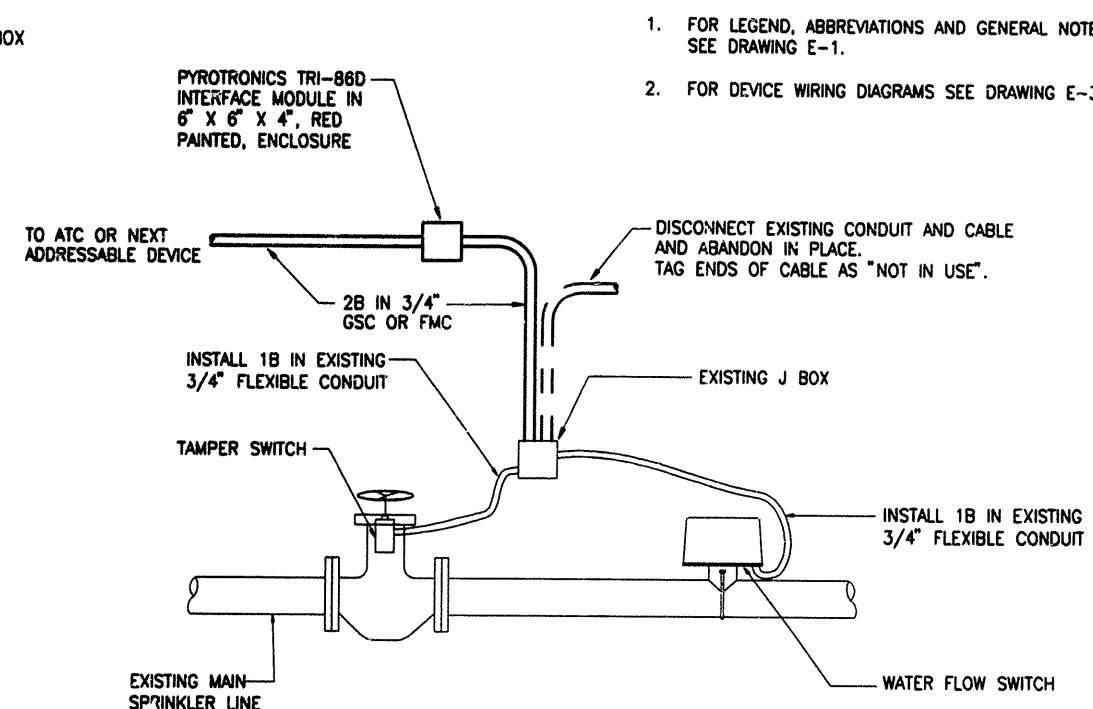 1. FOR LEGEND, ABBREVIATIONS AND GENERAL NOTE
SEE DRAWING E-1.
2. FOR DEVICE WIRING DIAGRAMS SEE DRAWING E-3
BOX
PYROTRONICS TRI-86D
INTERFACE MODULE IN
6" X 6" X 4", RED
PAINTED, ENCLOSURE
TO ATC OR NEXT
ADDRESSABLE DEVICE
DISCONNECT EXISTING CONDUIT AND CABLE
AND ABANDON IN PLACE.
TAG ENDS OF CABLE AS "NOT IN USE".
2B IN 3/4"
GSC OR FMC
INSTALL 1B IN EXISTING
3/4" FLEXIBLE CONDUIT
EXISTING J BOX
TAMPER SWITCH
INSTALL 1B IN EXISTING
3/4" FLEXIBLE CONDUIT
EXISTING MAIN
SPRINKLER LINE
WATER FLOW SWITCH